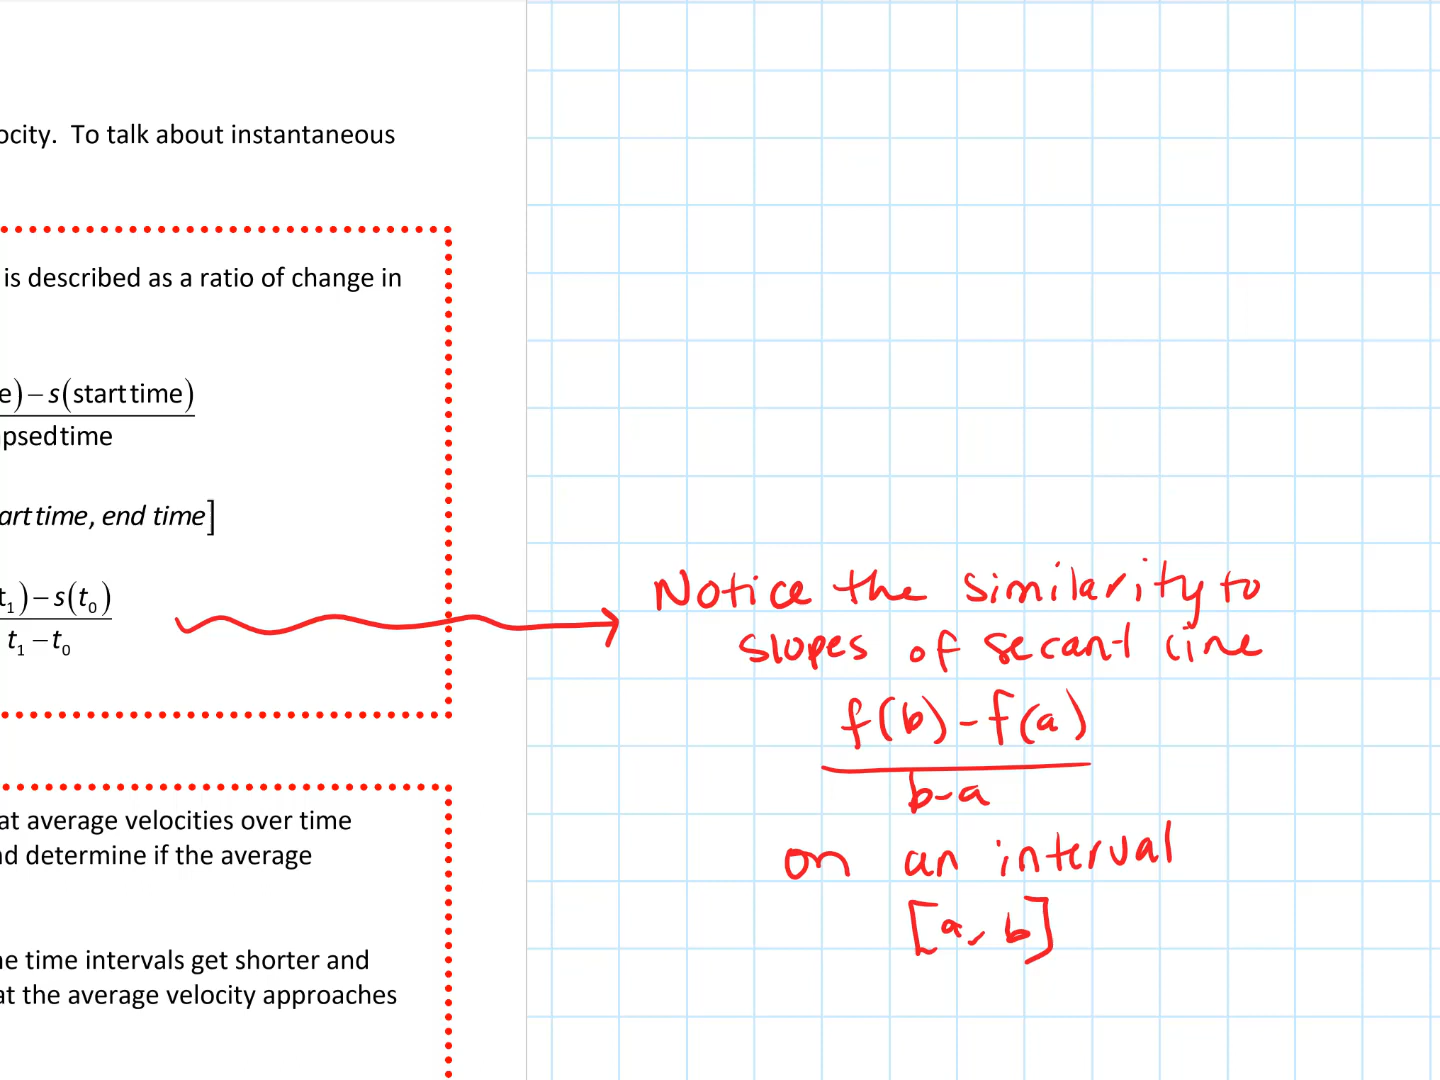 ocity. To talk about instantaneous
is described as a ratio of change in
e) – s(start time)
psed time
art time, end time]
t₁) – s(t₀)
t₁ – t₀
Notice the similarity to
slopes of secant line
f(b) - f(a)
b-a
on an interval
[a, b]
at average velocities over time
d determine if the average
e time intervals get shorter and
at the average velocity approaches